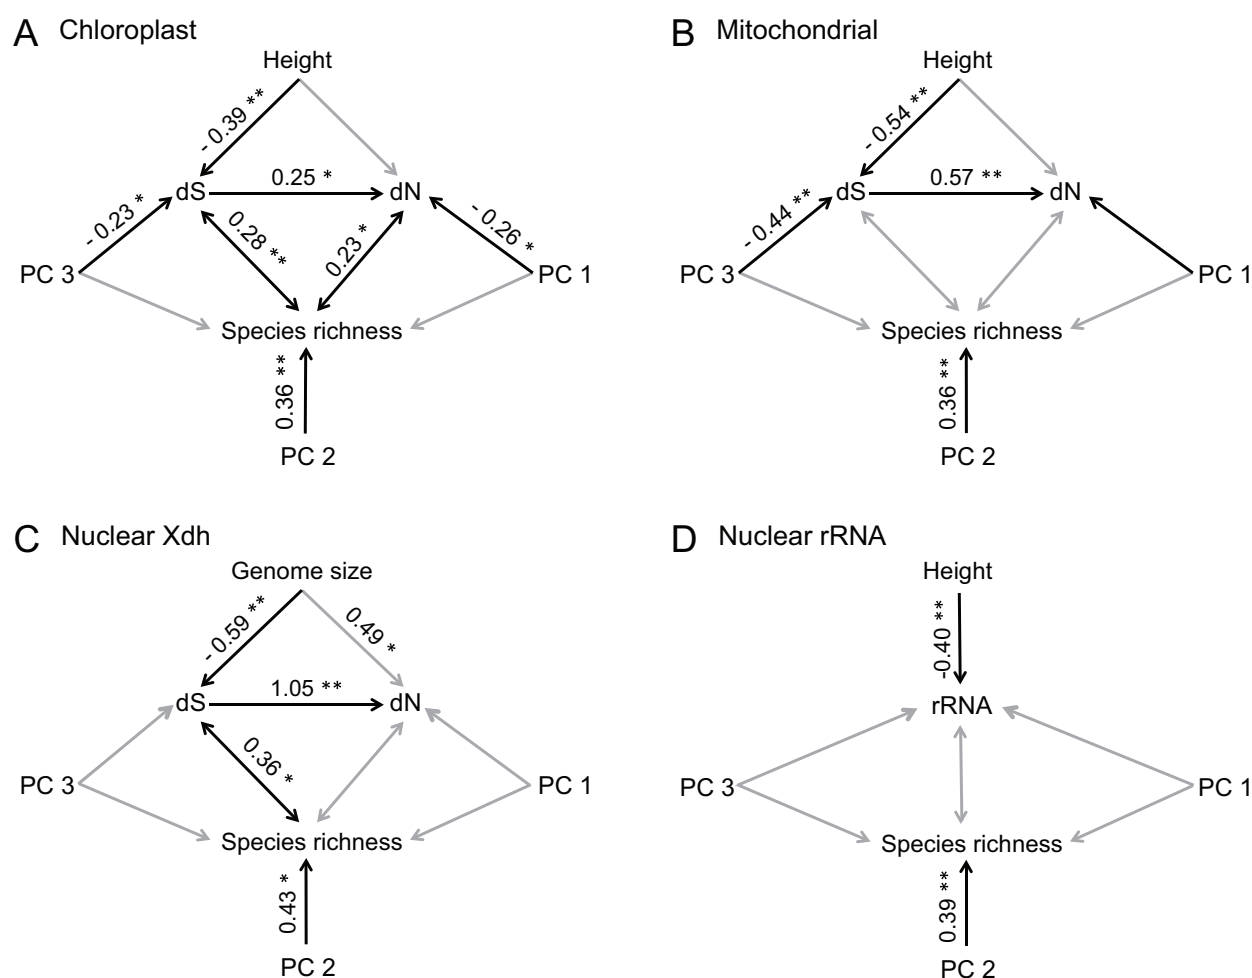 A Chloroplast
Height
- 0.39 **
dS
0.25 *
dN
- 0.23 *
0.28 **
0.23 *
- 0.26 *
PC 3
PC 1
Species richness
0.36 **
PC 2
B Mitochondrial
Height
- 0.54 **
dS
0.57 **
dN
- 0.44 **
PC 3
PC 1
Species richness
0.36 **
PC 2
C Nuclear Xdh
Genome size
- 0.59 **
0.49 *
dS
1.05 **
dN
0.36 *
PC 3
PC 1
Species richness
0.43 *
PC 2
D Nuclear rRNA
Height
-0.40 **
rRNA
PC 3
PC 1
Species richness
0.39 **
PC 2